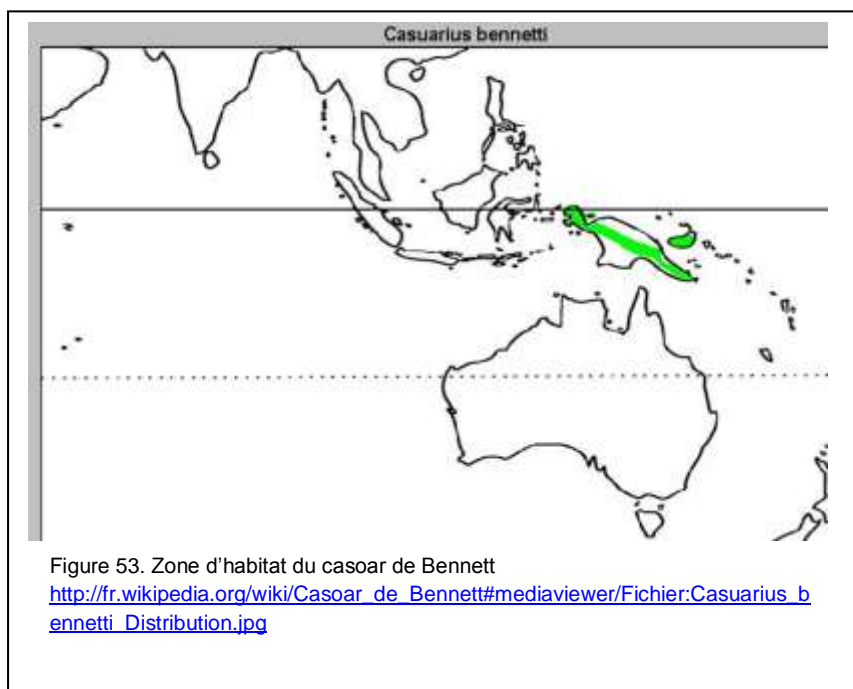 Casuarius bennetti
Figure 53. Zone d’habitat du casoar de Bennett
http://fr.wikipedia.org/wiki/Casoar_de_Bennett#mediaviewer/Fichier:Casuarius_b
ennetti_Distribution.jpg